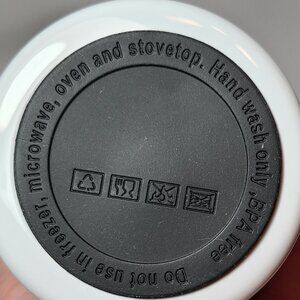 Do not use in freezer, microwave, oven and stovetop. Hand wash only ,BPA free